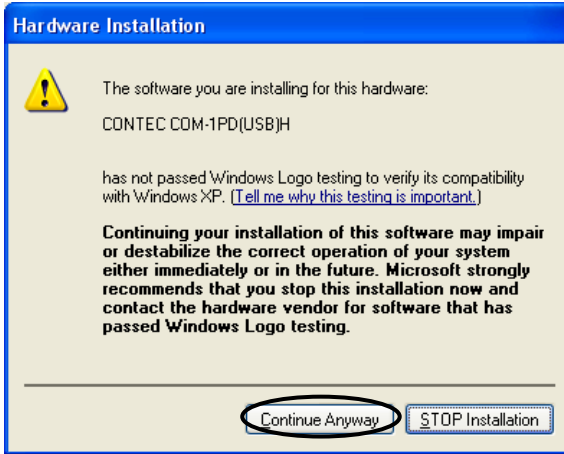 Hardware Installation
The software you are installing for this hardware:
CONTEC COM-1PD(USB)H
has not passed Windows Logo testing to verify its compatibility
with Windows XP. (Tell me why this testing is important.)
Continuing your installation of this software may impair
or destabilize the correct operation of your system
either immediately or in the future. Microsoft strongly
recommends that you stop this installation now and
contact the hardware vendor for software that has
passed Windows Logo testing.
Continue Anyway
STOP Installation